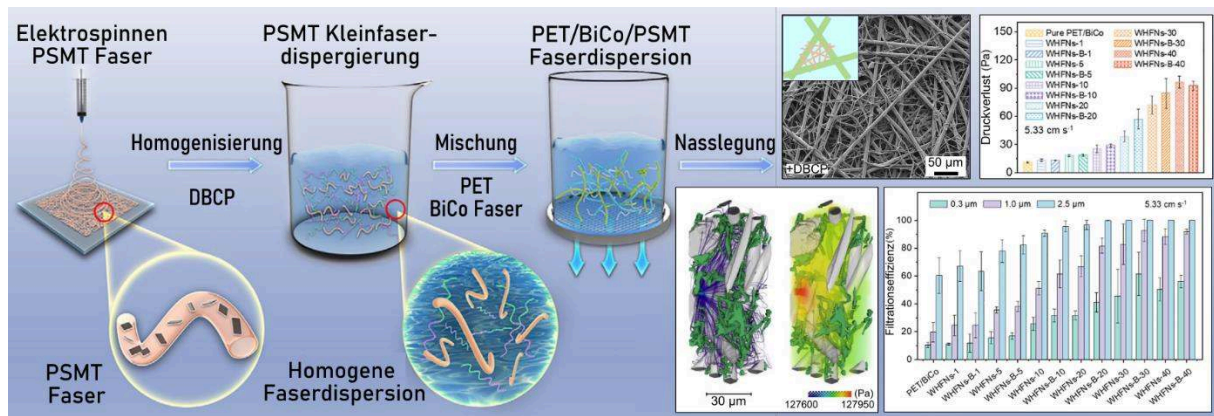 Elektrospinnen
PSMT Faser
Homogenisierung
DBCP
PSMT
Faser
PSMT Kleinfaser-
dispergierung
Homogene
Faserdispersion
Mischung
PET
BiCo Faser
PET/BiCo/PSMT
Faserdispersion
Nasslegung
+DBCP
50 µm
Druckverlust (Pa)
150
120
90
60
30
0
Pure PET/BiCo
WHFNs-1
WHFNs-B-1
WHFNs-5
WHFNs-B-5
WHFNs-10
WHFNs-B-10
WHFNs-20
WHFNs-B-20
WHFNs-30
WHFNs-B-30
WHFNs-40
WHFNs-B-40
5.33 cm s⁻¹
30 µm
(Pa)
127600
127950
Filtrationseffizienz(%)
100
80
60
40
20
0
0.3 µm
1.0 µm
2.5 µm
5.33 cm s⁻¹
PET/BiCo
WHFNs-1
WHFNs-B-1
WHFNs-5
WHFNs-B-5
WHFNs-10
WHFNs-B-10
WHFNs-20
WHFNs-B-20
WHFNs-30
WHFNs-B-30
WHFNs-40
WHFNs-B-40